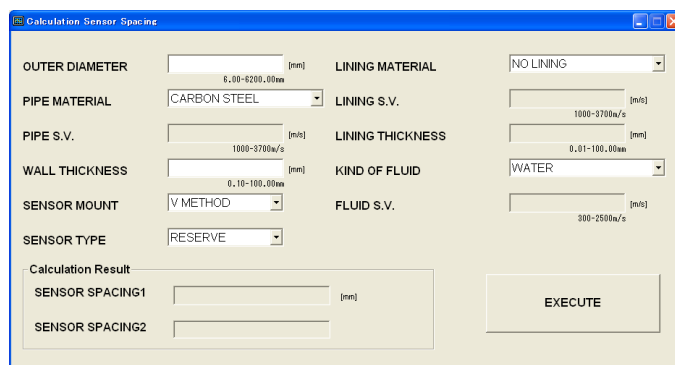 Calculation Sensor Spacing
OUTER DIAMETER [mm] LINING MATERIAL NO LINING
6.00-6200.00mm
PIPE MATERIAL CARBON STEEL LINING S.V. [m/s]
1000-3700m/s
PIPE S.V. [m/s] LINING THICKNESS [mm]
1000-3700m/s 0.01-100.00mm
WALL THICKNESS [mm] KIND OF FLUID WATER
0.10-100.00mm
SENSOR MOUNT V METHOD FLUID S.V. [m/s]
300-2500m/s
SENSOR TYPE RESERVE
Calculation Result
SENSOR SPACING1 [mm]
EXECUTE
SENSOR SPACING2